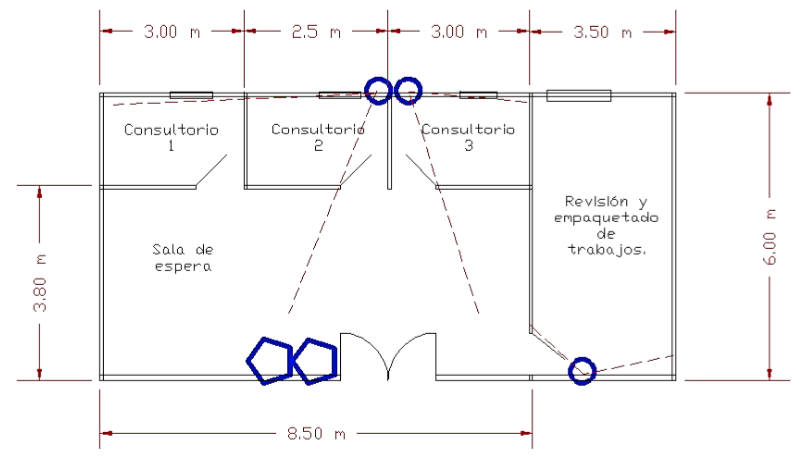 3.00 m
2.5 m
3.00 m
3.50 m
Consultorio
1
Consultorio
2
Consultorio
3
Revisión y
empaquetado
de
trabajos.
Sala de
espera
3.80 m
6.00 m
8.50 m